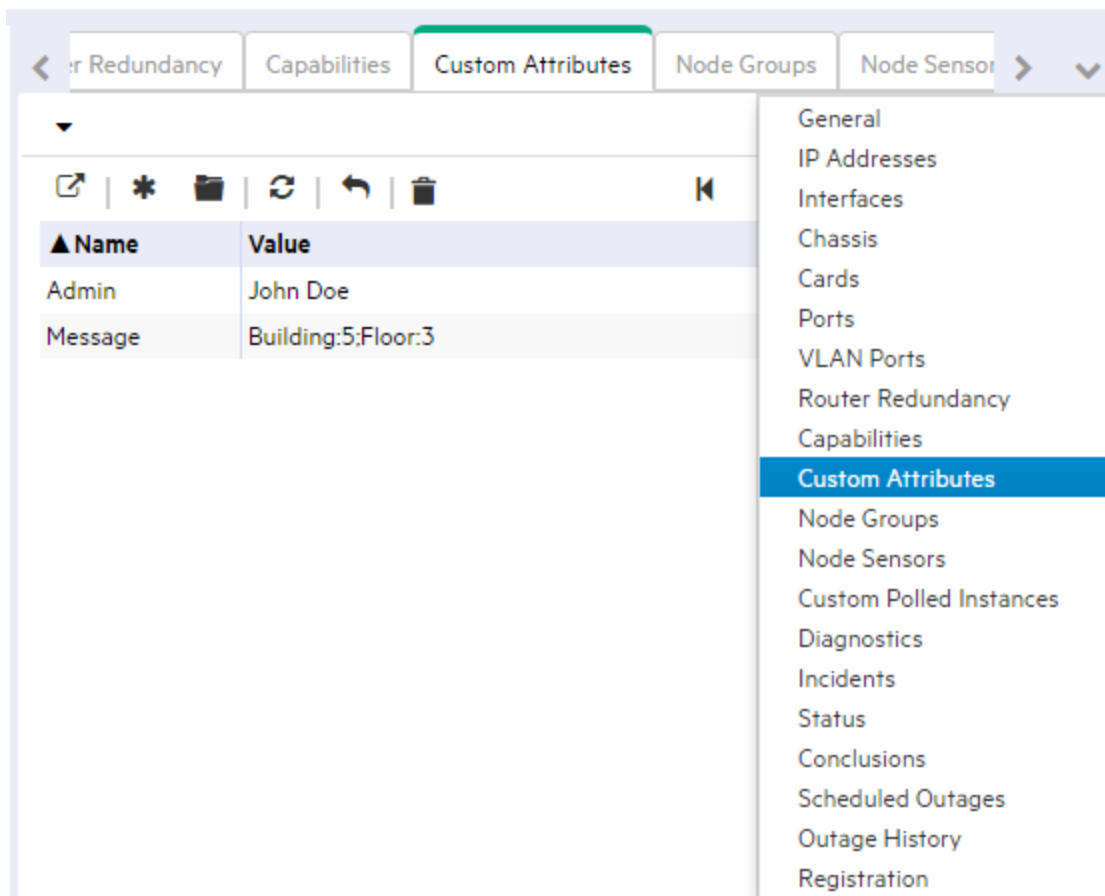 r Redundancy
Capabilities
Custom Attributes
Node Groups
Node Sensor
▲ Name Value
Admin John Doe
Message Building:5;Floor:3
General
IP Addresses
Interfaces
Chassis
Cards
Ports
VLAN Ports
Router Redundancy
Capabilities
Custom Attributes
Node Groups
Node Sensors
Custom Polled Instances
Diagnostics
Incidents
Status
Conclusions
Scheduled Outages
Outage History
Registration